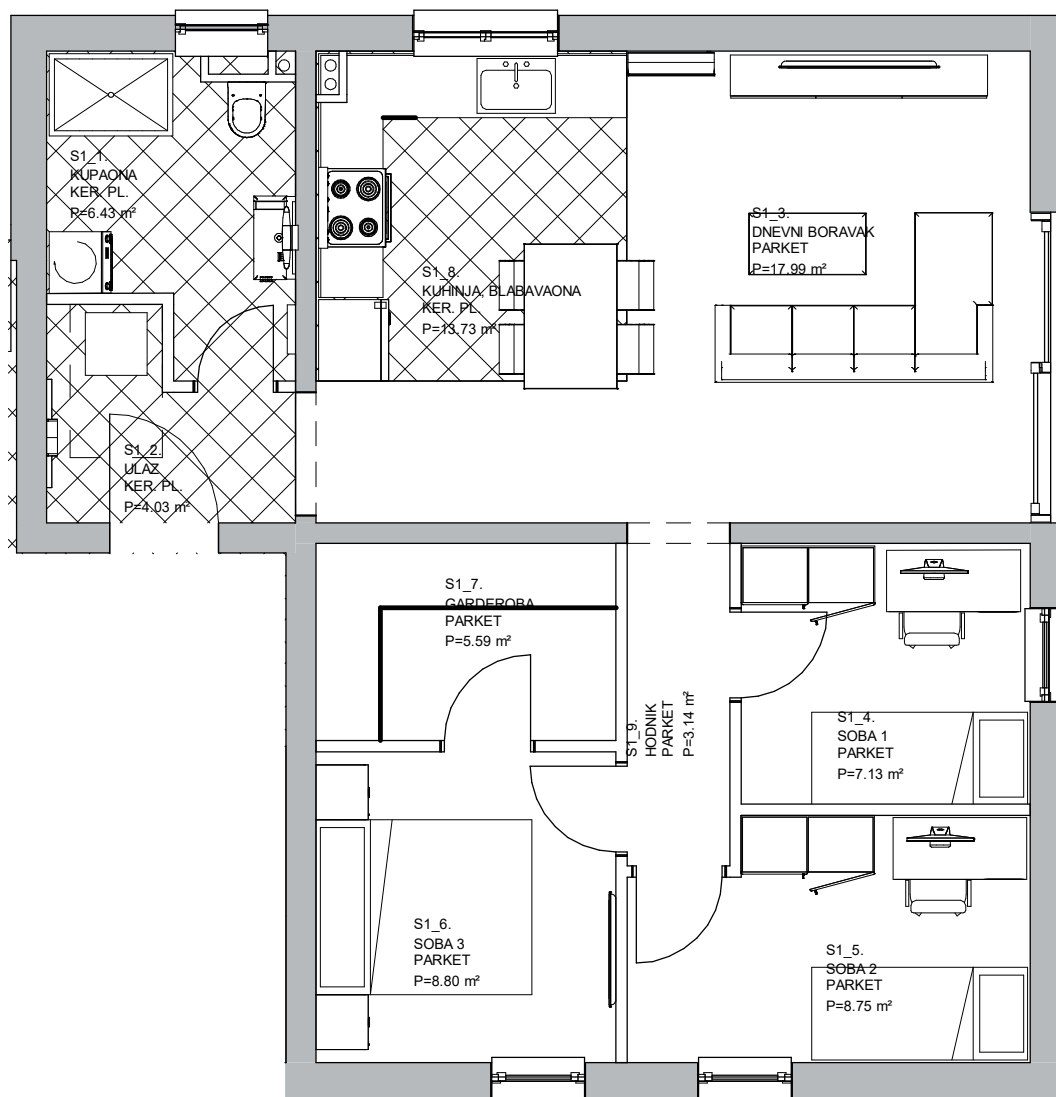 S1_1.
KUPAONA
KER. PL.
P=6.43 m²
S1_2.
ULAZ
KER. PL.
P=4.03 m²
S1_8.
KUHINJA, BLABAVAONA
KER. PL.
P=13.73 m²
S1_3.
DNEVNI BORAVAK
PARKET
P=17.99 m²
S1_7.
GARDEROBA
PARKET
P=5.59 m²
S1_9.
HODNIK
PARKET
P=3.14 m²
S1_4.
SOBA 1
PARKET
P=7.13 m²
S1_6.
SOBA 3
PARKET
P=8.80 m²
S1_5.
SOBA 2
PARKET
P=8.75 m²